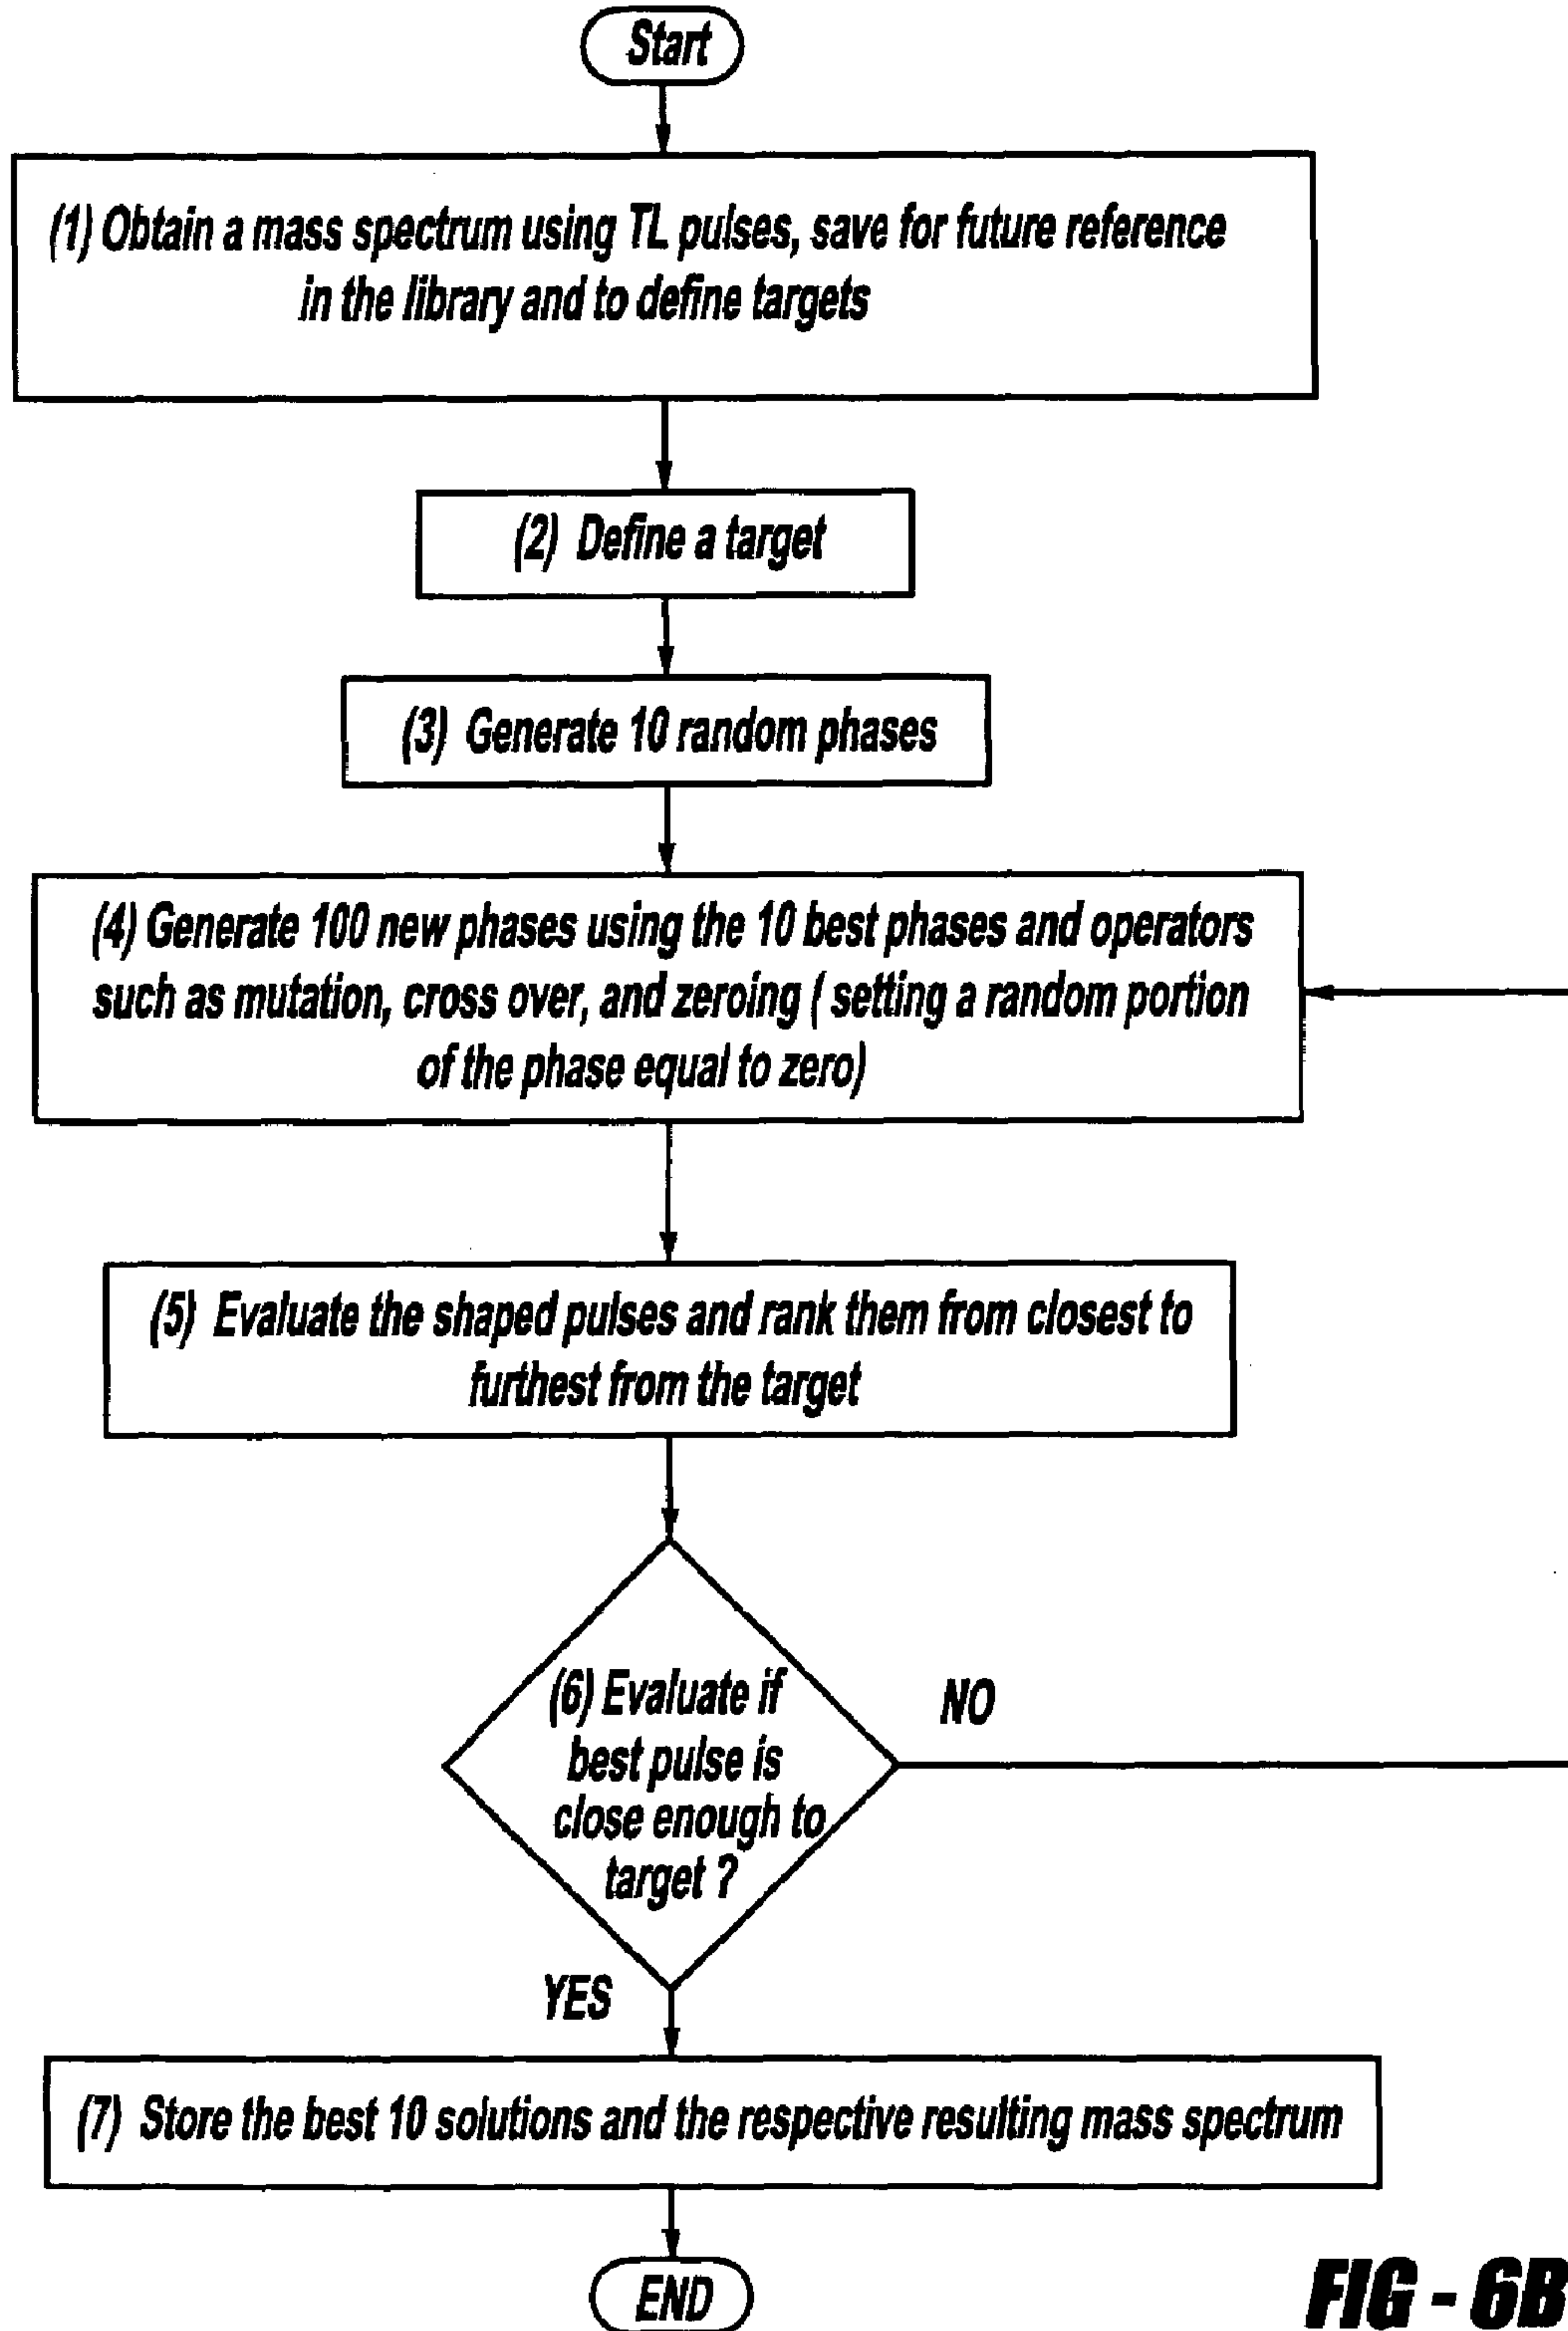 Start
(1) Obtain a mass spectrum using TL pulses, save for future reference
in the library and to define targets
(2) Define a target
(3) Generate 10 random phases
(4) Generate 100 new phases using the 10 best phases and operators
such as mutation, cross over, and zeroing ( setting a random portion
of the phase equal to zero)
(5) Evaluate the shaped pulses and rank them from closest to
furthest from the target
(6) Evaluate if
best pulse is
close enough to
target ?
NO
YES
(7) Store the best 10 solutions and the respective resulting mass spectrum
END
FIG - 6B